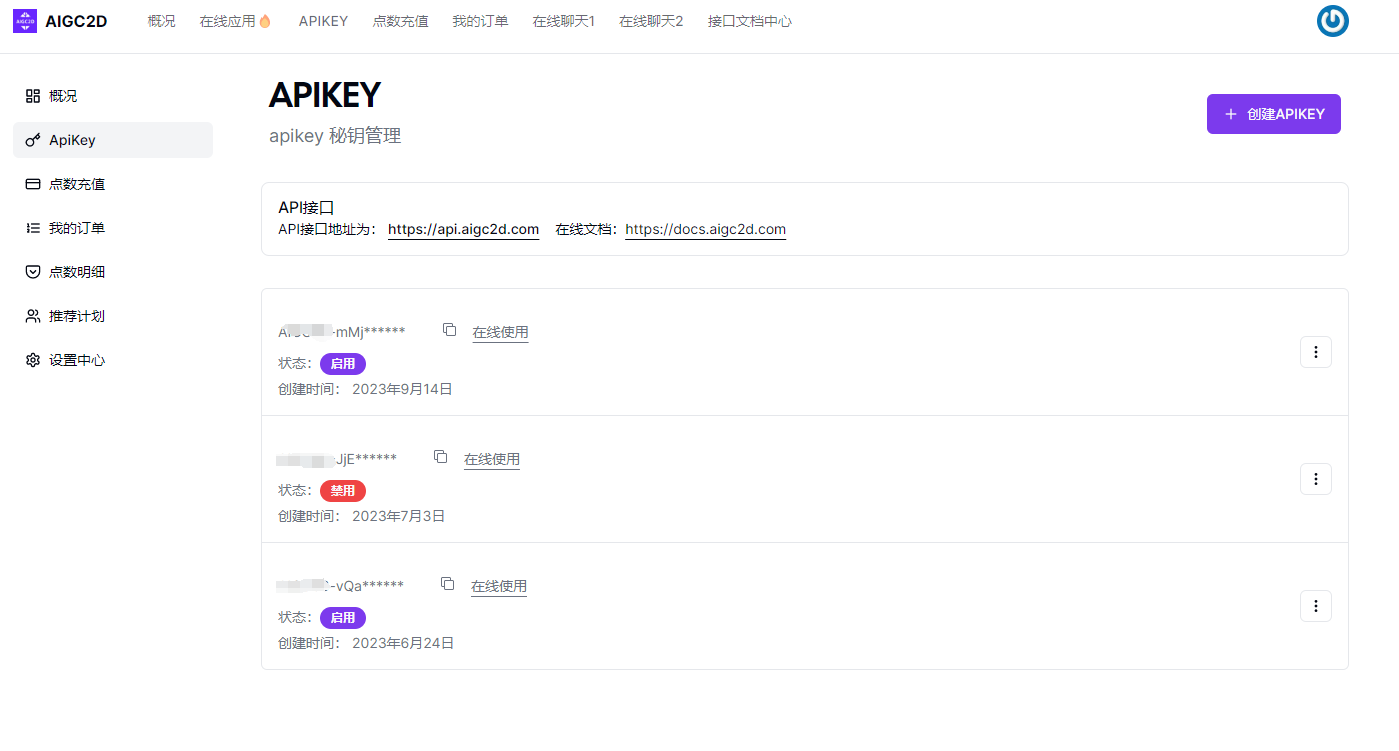 AIGC2D
概况 在线应用 APIKEY 点数充值 我的订单 在线聊天1 在线聊天2 接口文档中心
概况
ApiKey
点数充值
我的订单
点数明细
推荐计划
设置中心
APIKEY
apikey 秘钥管理
创建APIKEY
API接口
API接口地址为： https://api.aigc2d.com 在线文档：https://docs.aigc2d.com
-mMj****** 在线使用
状态： 启用
创建时间： 2023年9月14日
JjE****** 在线使用
状态： 禁用
创建时间： 2023年7月3日
-vQa****** 在线使用
状态： 启用
创建时间： 2023年6月24日